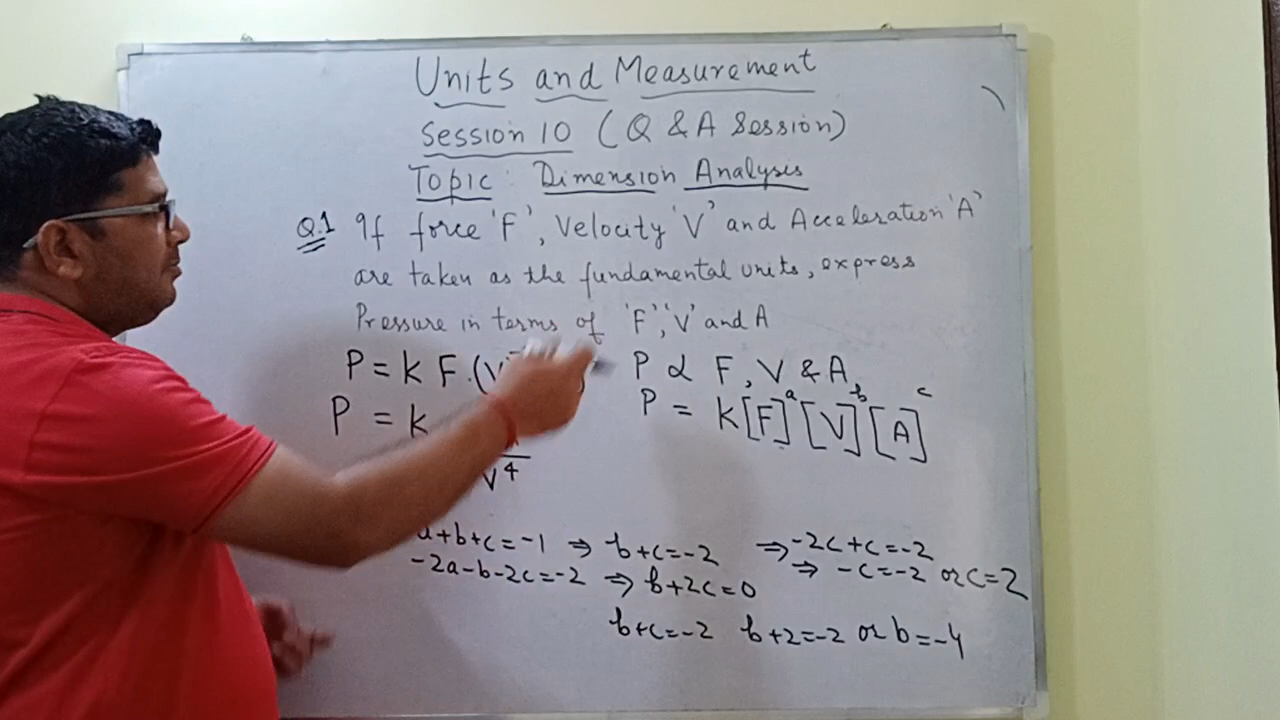 Units and Measurement
Session 10 (Q & A Session)
Topic : Dimension Analysis
Q.1 If force 'F', Velocity 'V' and Acceleration 'A'
are taken as the fundamental units, express
Pressure in terms of 'F', 'V' and A
P = k F. (V
P = k
V⁴
P ∝ F, V & A
P = K[F]ᵃ [V]ᵇ [A]ᶜ
a+b+c=-1 ⇒ b+c=-2 ⇒ -2c+c=-2
-2a-b-2c=-2 ⇒ b+2c=0 ⇒ -c=-2 or c=2
b+c=-2 b+2=-2 or b=-4